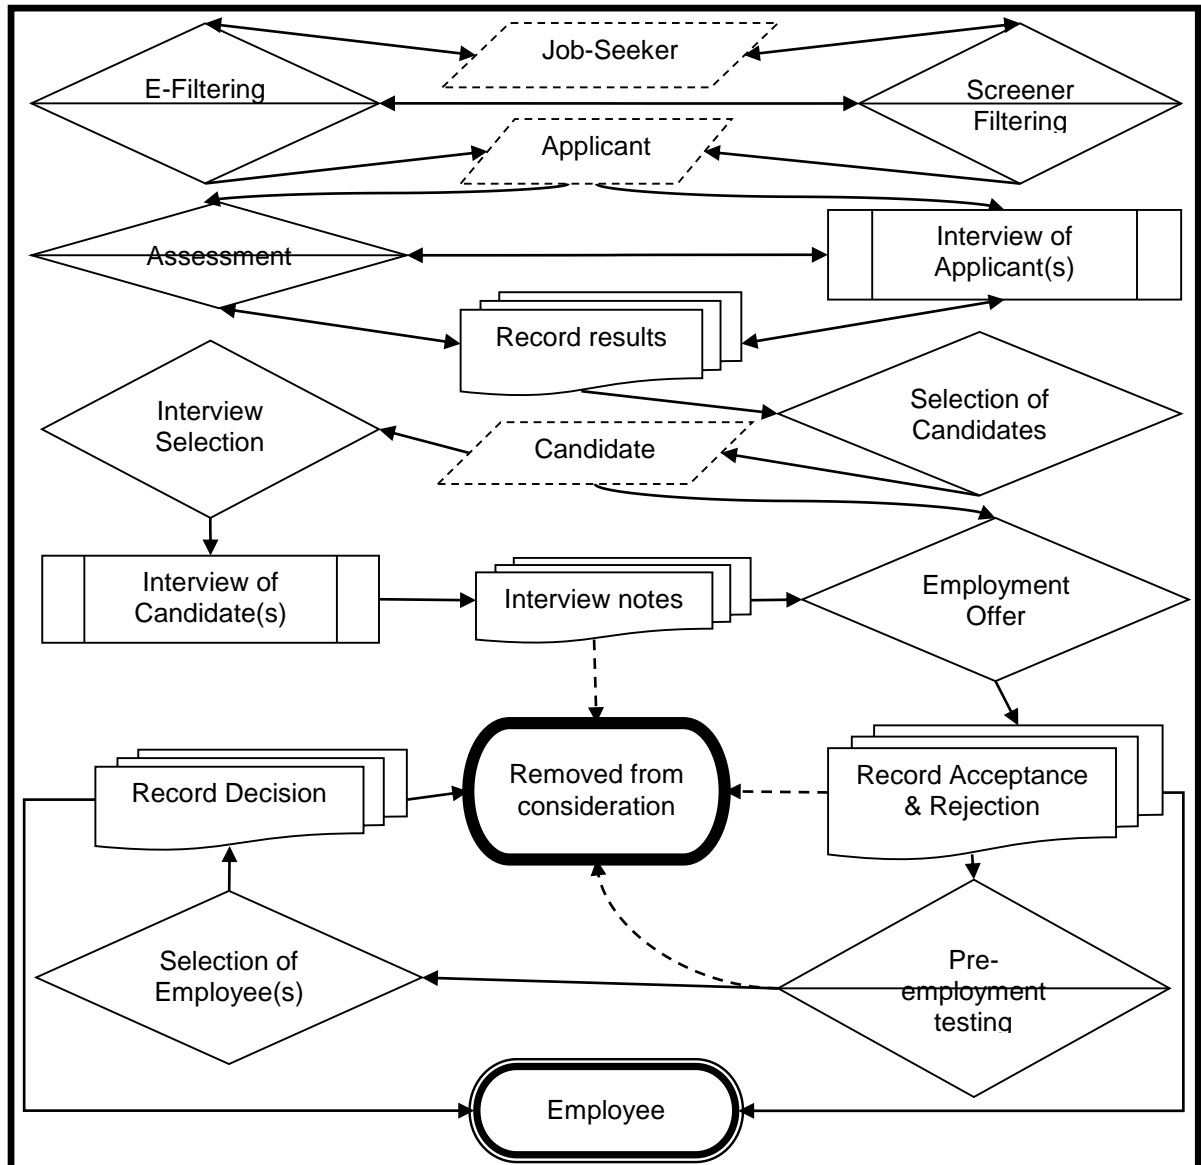 Job-Seeker
E-Filtering
Screener
Filtering
Applicant
Assessment
Interview of
Applicant(s)
Record results
Interview
Selection
Selection of
Candidates
Candidate
Interview of
Candidate(s)
Interview notes
Employment
Offer
Record Decision
Removed from
consideration
Record Acceptance
& Rejection
Selection of
Employee(s)
Pre-
employment
testing
Employee